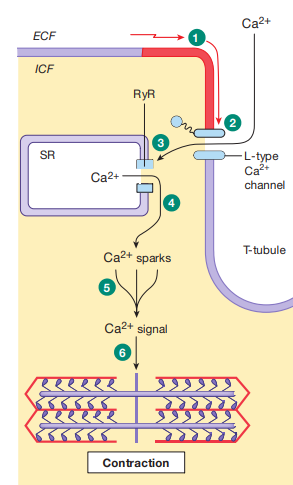 Ca2+
ECF
1
ICF
RyR
2
3
SR
L-type
Ca2+
channel
Ca2+
4
T-tubule
Ca2+ sparks
5
Ca2+ signal
6
Contraction